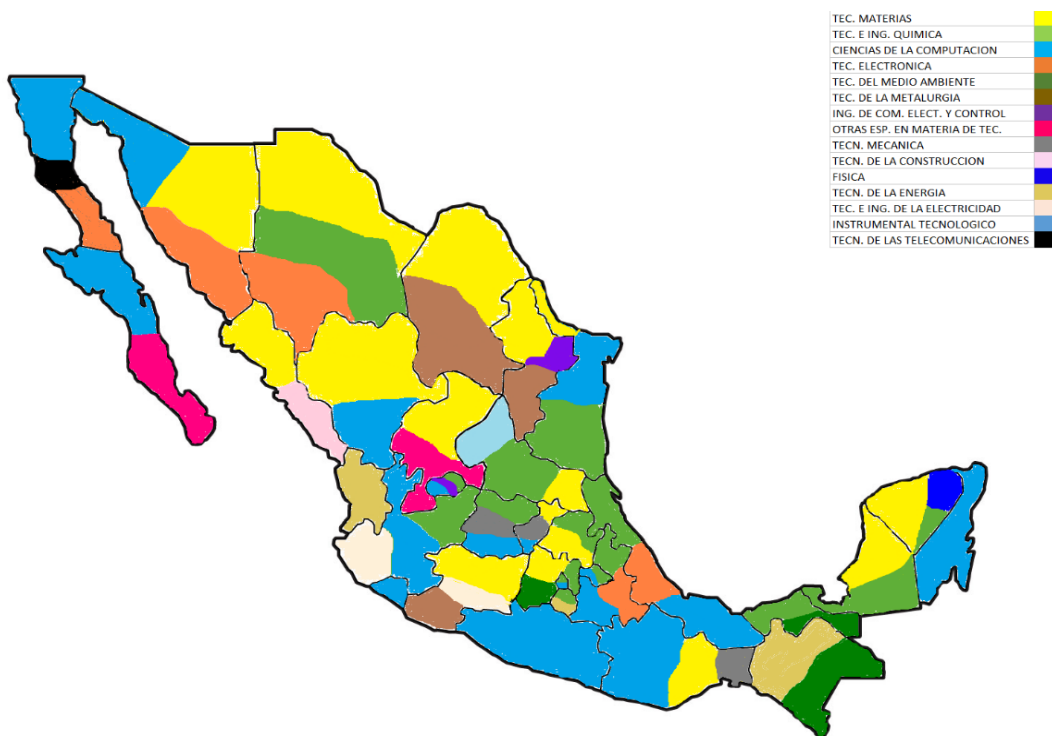 TEC. MATERIAS
TEC. E ING. QUIMICA
CIENCIAS DE LA COMPUTACION
TEC. ELECTRONICA
TEC. DEL MEDIO AMBIENTE
TEC. DE LA METALURGIA
ING. DE COM. ELECT. Y CONTROL
OTRAS ESP. EN MATERIA DE TEC.
TECN. MECANICA
TECN. DE LA CONSTRUCCION
FISICA
TECN. DE LA ENERGIA
TEC. E ING. DE LA ELECTRICIDAD
INSTRUMENTAL TECNOLOGICO
TECN. DE LAS TELECOMUNICACIONES